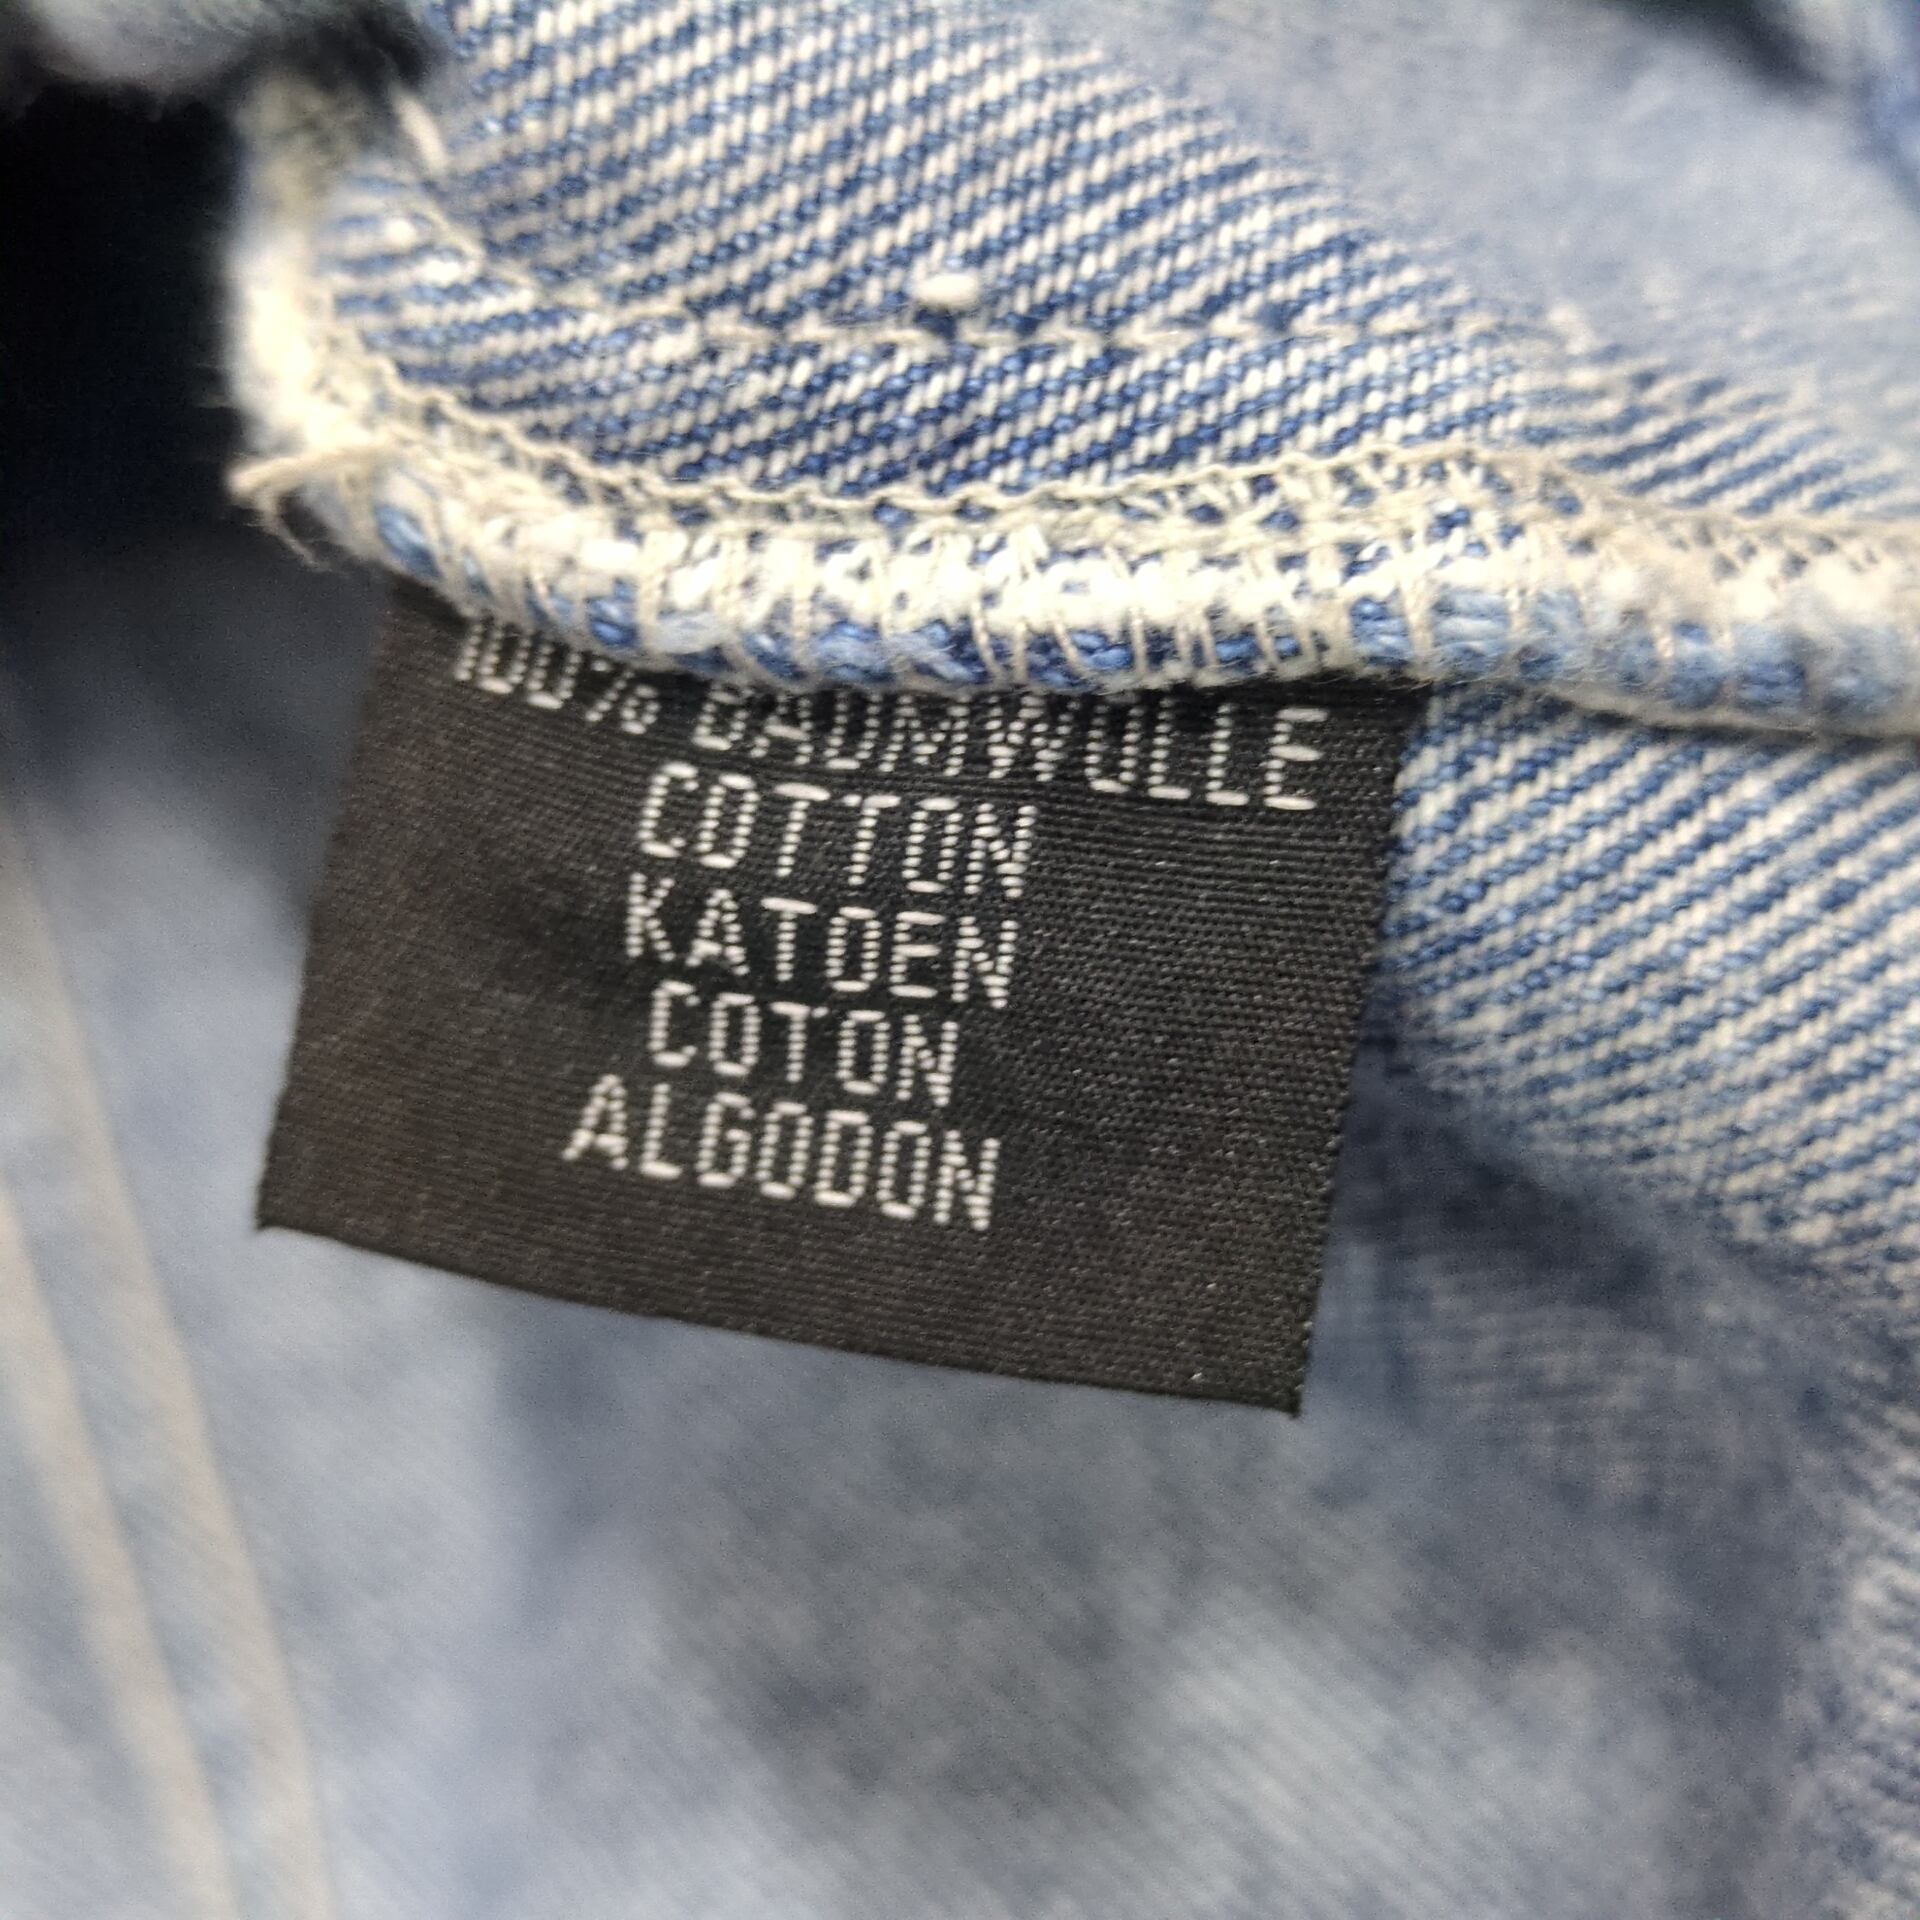 100% BAUMWOLLE
COTTON
KATOEN
COTON
ALGODON